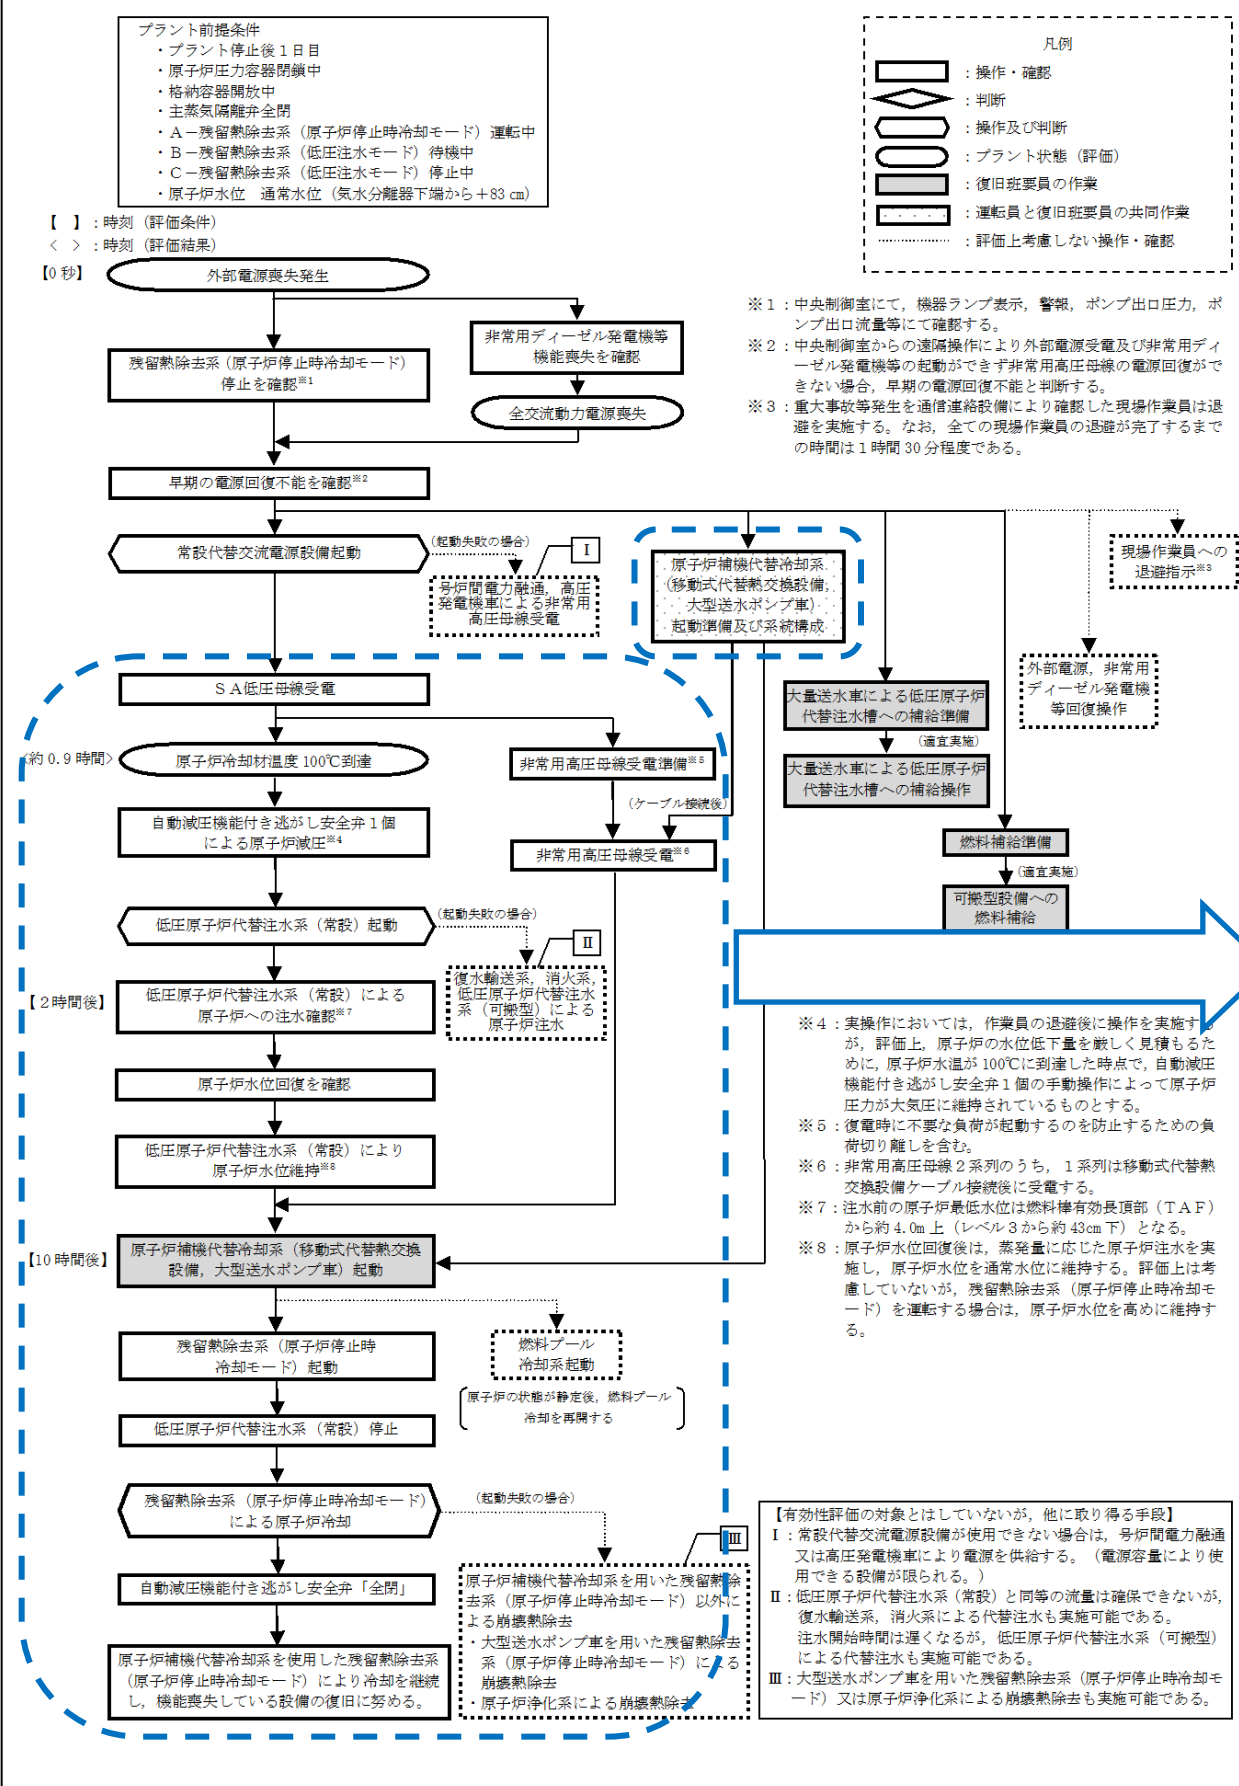 プラント前提条件
・プラント停止後１日目
・原子炉圧力容器閉鎖中
・格納容器開放中
・主蒸気隔離弁全閉
・Ａ－残留熱除去系（原子炉停止時冷却モード）運転中
・Ｂ－残留熱除去系（低圧注水モード）待機中
・Ｃ－残留熱除去系（低圧注水モード）停止中
・原子炉水位　通常水位（気水分離器下端から＋83 cm）
凡例
：操作・確認
：判断
：操作及び判断
：プラント状態（評価）
：復旧班要員の作業
：運転員と復旧班要員の共同作業
：評価上考慮しない操作・確認
【　】：時刻（評価条件）
＜　＞：時刻（評価結果）
【0 秒】
外部電源喪失発生
非常用ディーゼル発電機等
機能喪失を確認
残留熱除去系（原子炉停止時冷却モード）
停止を確認※1
全交流動力電源喪失
早期の電源回復不能を確認※2
※１：中央制御室にて，機器ランプ表示，警報，ポンプ出口圧力，ポ
ンプ出口流量等にて確認する。
※２：中央制御室からの遠隔操作により外部電源受電及び非常用ディ
ーゼル発電機等の起動ができず非常用高圧母線の電源回復がで
きない場合，早期の電源回復不能と判断する。
※３：重大事故等発生を通信連絡設備により確認した現場作業員は退
避を実施する。なお，全ての現場作業員の退避が完了するまで
の時間は１時間 30 分程度である。
常設代替交流電源設備起動
（起動失敗の場合）
Ⅰ
号炉間電力融通，高圧
発電機車による非常用
高圧母線受電
原子炉補機代替冷却系
（移動式代替熱交換設備，
大型送水ポンプ車）
起動準備及び系統構成
現場作業員への
退避指示※3
外部電源，非常用
ディーゼル発電機
等回復操作
大量送水車による低圧原子炉
代替注水槽への補給準備
（適宜実施）
大量送水車による低圧原子炉
代替注水槽への補給操作
燃料補給準備
（適宜実施）
可搬型設備への
燃料補給
ＳＡ低圧母線受電
＜約 0.9 時間＞
原子炉冷却材温度 100℃到達
非常用高圧母線受電準備※5
（ケーブル接続後）
自動減圧機能付き逃がし安全弁１個
による原子炉減圧※4
非常用高圧母線受電※6
低圧原子炉代替注水系（常設）起動
（起動失敗の場合）
Ⅱ
復水輸送系，消火系，
低圧原子炉代替注水
系（可搬型）による
原子炉注水
【２時間後】
低圧原子炉代替注水系（常設）による
原子炉への注水確認※7
原子炉水位回復を確認
低圧原子炉代替注水系（常設）により
原子炉水位維持※8
【10 時間後】
原子炉補機代替冷却系（移動式代替熱交換
設備，大型送水ポンプ車）起動
残留熱除去系（原子炉停止時
冷却モード）起動
燃料プール
冷却系起動
原子炉の状態が静定後，燃料プール
冷却を再開する
低圧原子炉代替注水系（常設）停止
残留熱除去系（原子炉停止時冷却モード）
による原子炉冷却
（起動失敗の場合）
Ⅲ
自動減圧機能付き逃がし安全弁「全閉」
原子炉補機代替冷却系を使用した残留熱除去系
（原子炉停止時冷却モード）により冷却を継続
し，機能喪失している設備の復旧に努める。
原子炉補機代替冷却系を用いた残留熱除
去系（原子炉停止時冷却モード）以外に
よる崩壊熱除去
・大型送水ポンプ車を用いた残留熱除去
系（原子炉停止時冷却モード）による
崩壊熱除去
・原子炉浄化系による崩壊熱除去
※４：実操作においては，作業員の退避後に操作を実施する
が，評価上，原子炉の水位低下量を厳しく見積もるた
めに，原子炉水温が 100℃に到達した時点で，自動減圧
機能付き逃がし安全弁１個の手動操作によって原子炉
圧力が大気圧に維持されているものとする。
※５：復電時に不要な負荷が起動するのを防止するための負
荷切り離しを含む。
※６：非常用高圧母線２系列のうち，１系列は移動式代替熱
交換設備ケーブル接続後に受電する。
※７：注水前の原子炉最低水位は燃料棒有効長頂部（ＴＡＦ）
から約 4.0m 上（レベル３から約 43cm 下）となる。
※８：原子炉水位回復後は，蒸発量に応じた原子炉注水を実
施し，原子炉水位を通常水位に維持する。評価上は考
慮していないが，残留熱除去系（原子炉停止時冷却モ
ード）を運転する場合は，原子炉水位を高めに維持す
る。
【有効性評価の対象とはしていないが，他に取り得る手段】
Ⅰ：常設代替交流電源設備が使用できない場合は，号炉間電力融通
又は高圧発電機車により電源を供給する。（電源容量により使
用できる設備が限られる。）
Ⅱ：低圧原子炉代替注水系（常設）と同等の流量は確保できないが，
復水輸送系，消火系による代替注水も実施可能である。
注水開始時間は遅くなるが，低圧原子炉代替注水系（可搬型）
による代替注水も実施可能である。
Ⅲ：大型送水ポンプ車を用いた残留熱除去系（原子炉停止時冷却モ
ード）又は原子炉浄化系による崩壊熱除去も実施可能である。